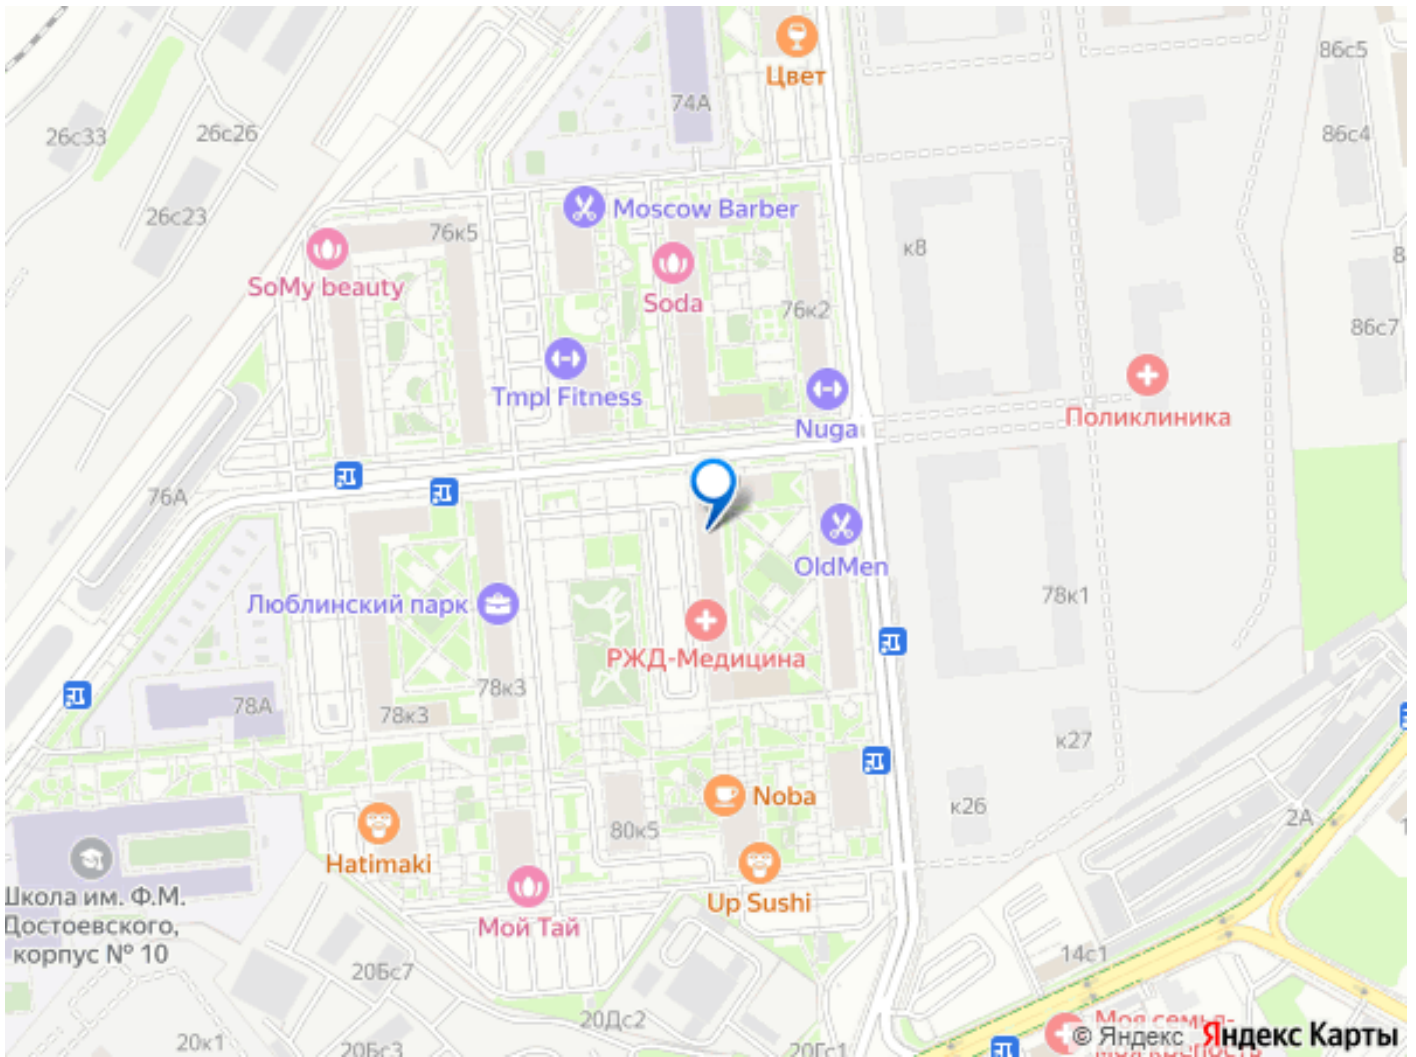 Цвет
86с5
74А
26с33
26с26
86с4
26с23
Moscow Barber
76к5
к8
SoMy beauty
Soda
76к2
86с7
Tmpl Fitness
Поликлиника
Nuga
76А
OldMen
78к1
Люблинский парк
РЖД-Медицина
78к3
78А
78к3
к27
Noba
к26
80к5
2А
Hatimaki
Школа им. Ф.М.
Достоевского,
корпус № 10
Up Sushi
Мой Тай
14с1
20Бс7
20Дс2
20к1
20Бс3
20Гс1
Моя семья-
© Яндекс Яндекс Карты